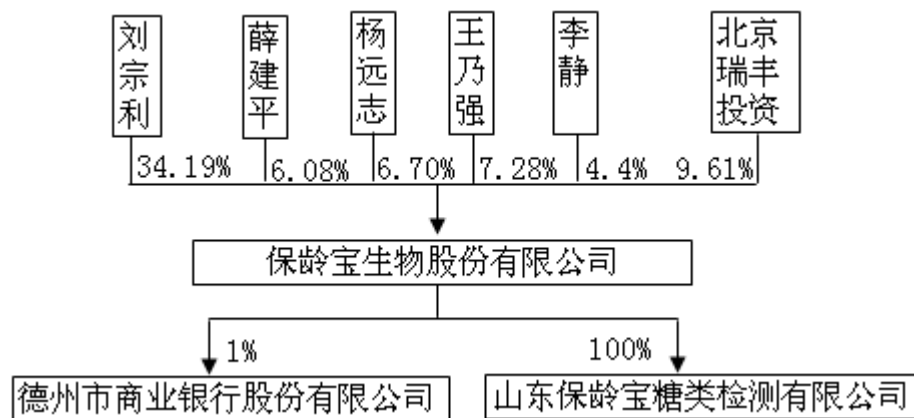 刘宗利
薛建平
杨远志
王乃强
李静
北京
瑞丰
投资
34.19%
6.08%
6.70%
7.28%
4.4%
9.61%
保龄宝生物股份有限公司
1%
100%
德州市商业银行股份有限公司
山东保龄宝糖类检测有限公司